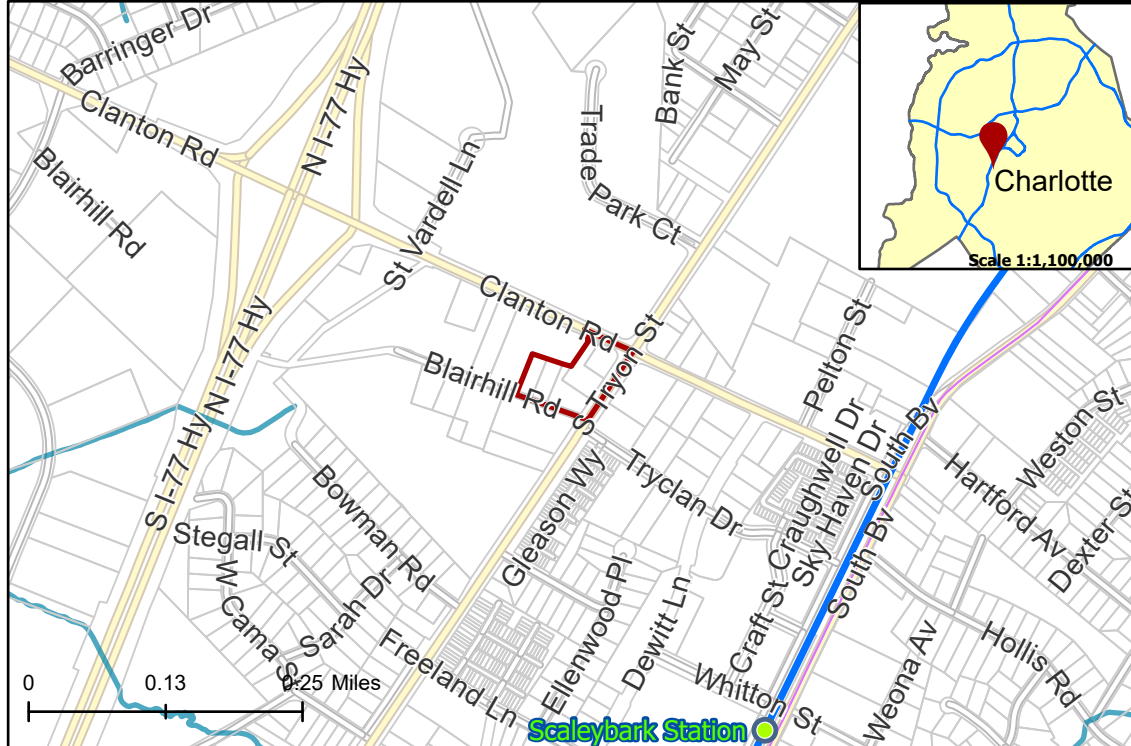 Barringer Dr
Clanton Rd
Blairhill Rd
N I-77 Hy
St Vardell Ln
Trade
Park Ct
Bank St
May St
Charlotte
Scale 1:1,100,000
Clanton Rd
Blairhill Rd
S Tryon St
Pelton St
N I-77 Hy
S I-77 Hy
Bowman Rd
Stegall St
W Cama St
Sarah Dr
Gleason Wy
Tryclan Dr
Freeland Ln
Ellenwood Pl
Dewitt Ln
Craft St
Craughwell Dr
Sky Haven Dr
South Bv
South Bv
Whitton St
Weona Av
Hollis Rd
Hartford Av
Weston St
Dexter St
0 0.13 0.25 Miles
Scaleybark Station